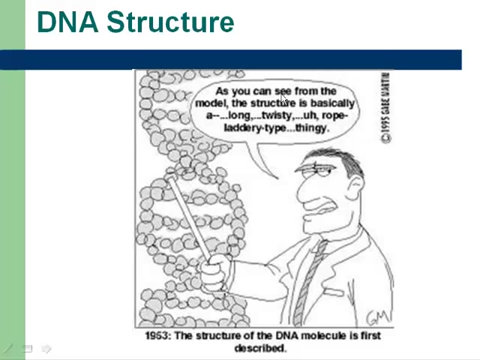 DNA Structure
As you can see from the
model, the structure is basically
a--...long,...twisty,...uh, rope-
laddery-type...thingy.
©1995 GABE MARTIN
GM
1953: The structure of the DNA molecule is first
described.